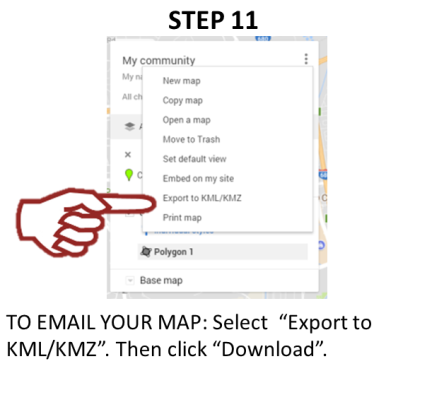 STEP 11
My community
New map
Copy map
Open a map
Move to Trash
Set default view
Embed on my site
Export to KML/KMZ
Print map
Polygon 1
Base map
TO EMAIL YOUR MAP: Select “Export to
KML/KMZ”. Then click “Download”.